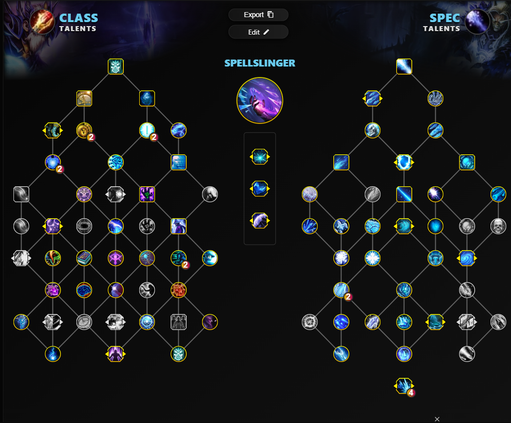 CLASS
TALENTS
Export
Edit
SPEC
TALENTS
SPELLSLINGER
2
2
2
2
2
4